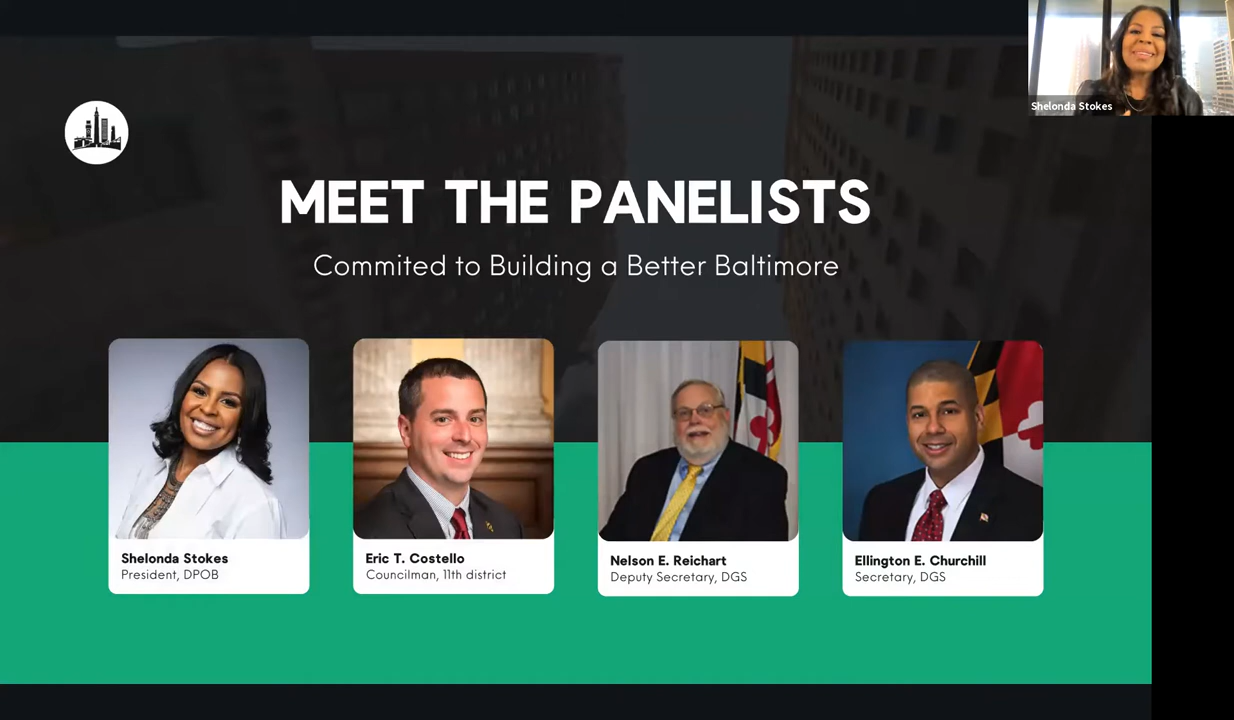 Shelonda Stokes
MEET THE PANELISTS
Commited to Building a Better Baltimore
Shelonda Stokes
President, DPOB
Eric T. Costello
Councilman, 11th district
Nelson E. Reichart
Deputy Secretary, DGS
Ellington E. Churchill
Secretary, DGS